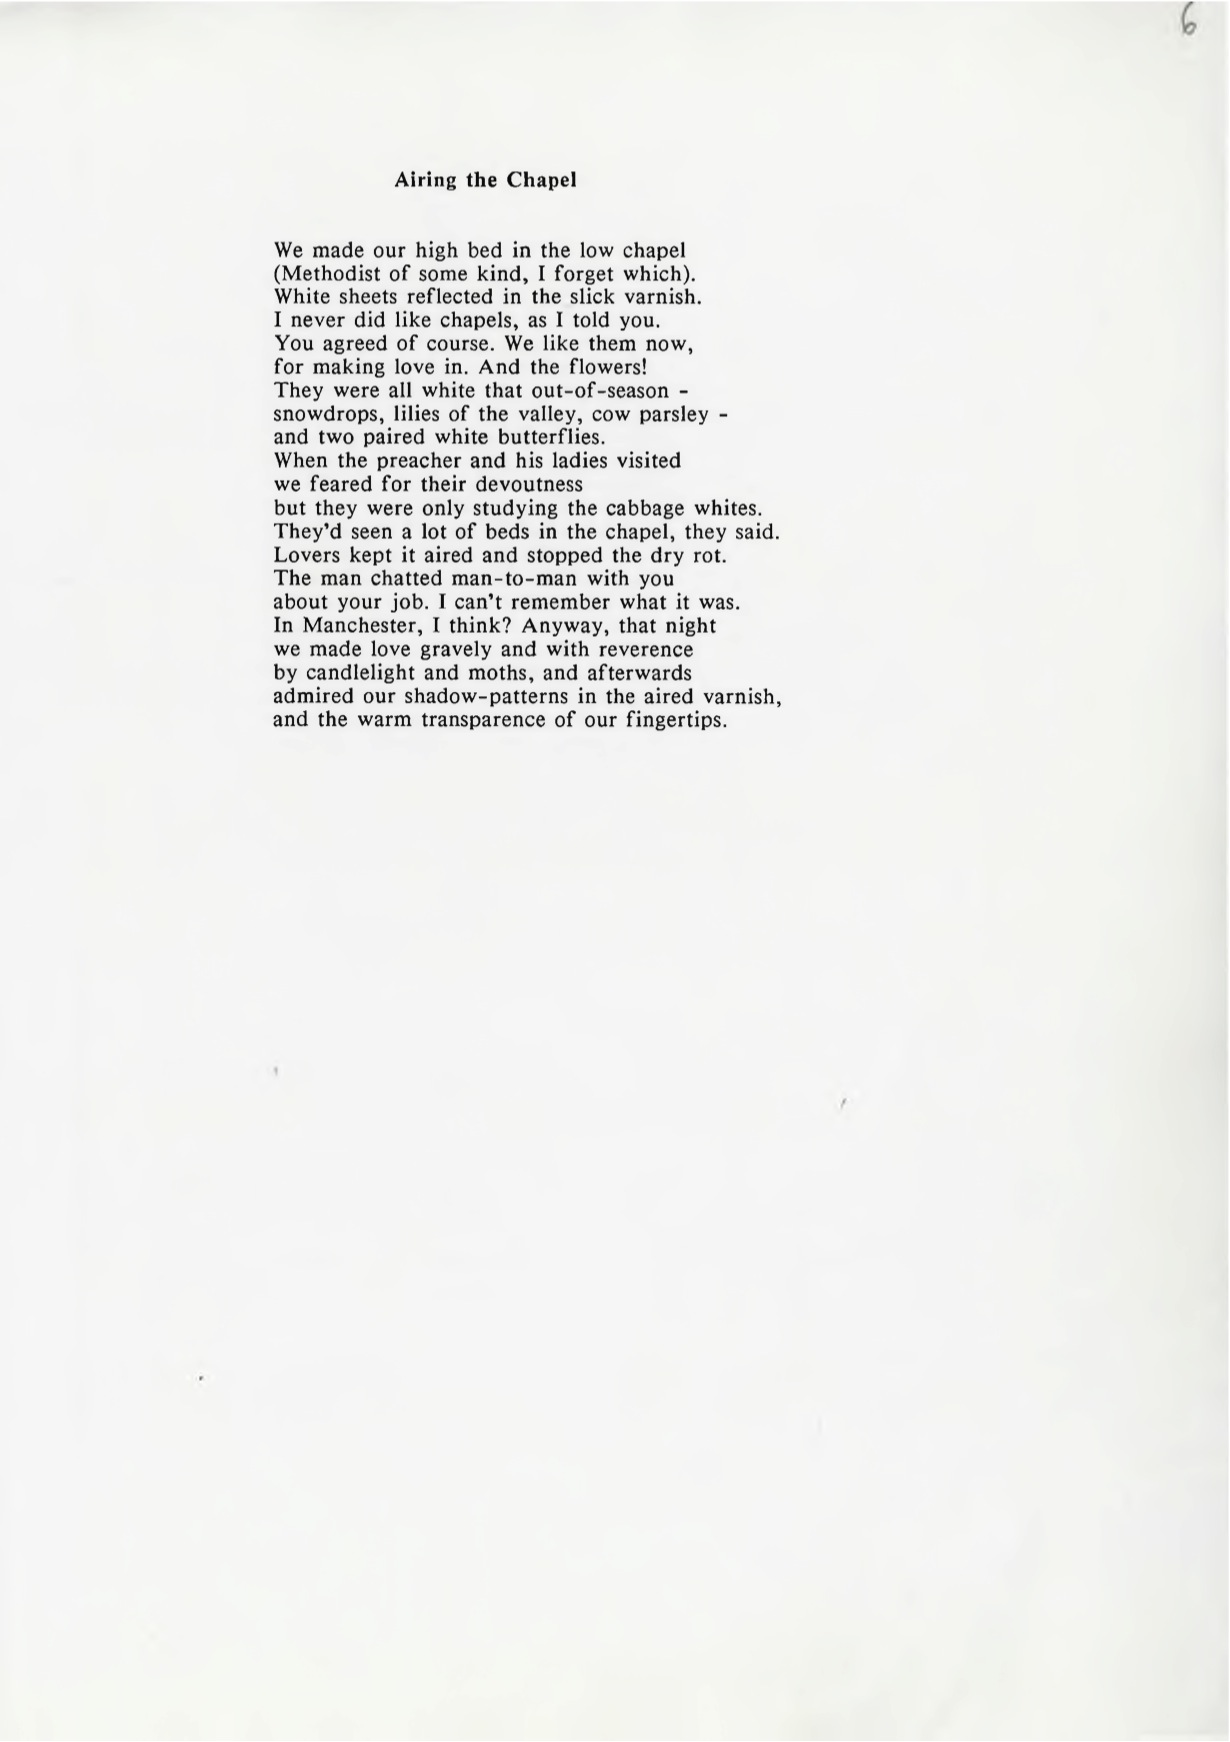 6
Airing the Chapel
We made our high bed in the low chapel
(Methodist of some kind, I forget which).
White sheets reflected in the slick varnish.
I never did like chapels, as I told you.
You agreed of course. We like them now,
for making love in. And the flowers!
They were all white that out-of-season -
snowdrops, lilies of the valley, cow parsley -
and two paired white butterflies.
When the preacher and his ladies visited
we feared for their devoutness
but they were only studying the cabbage whites.
They'd seen a lot of beds in the chapel, they said.
Lovers kept it aired and stopped the dry rot.
The man chatted man-to-man with you
about your job. I can't remember what it was.
In Manchester, I think? Anyway, that night
we made love gravely and with reverence
by candlelight and moths, and afterwards
admired our shadow-patterns in the aired varnish,
and the warm transparence of our fingertips.